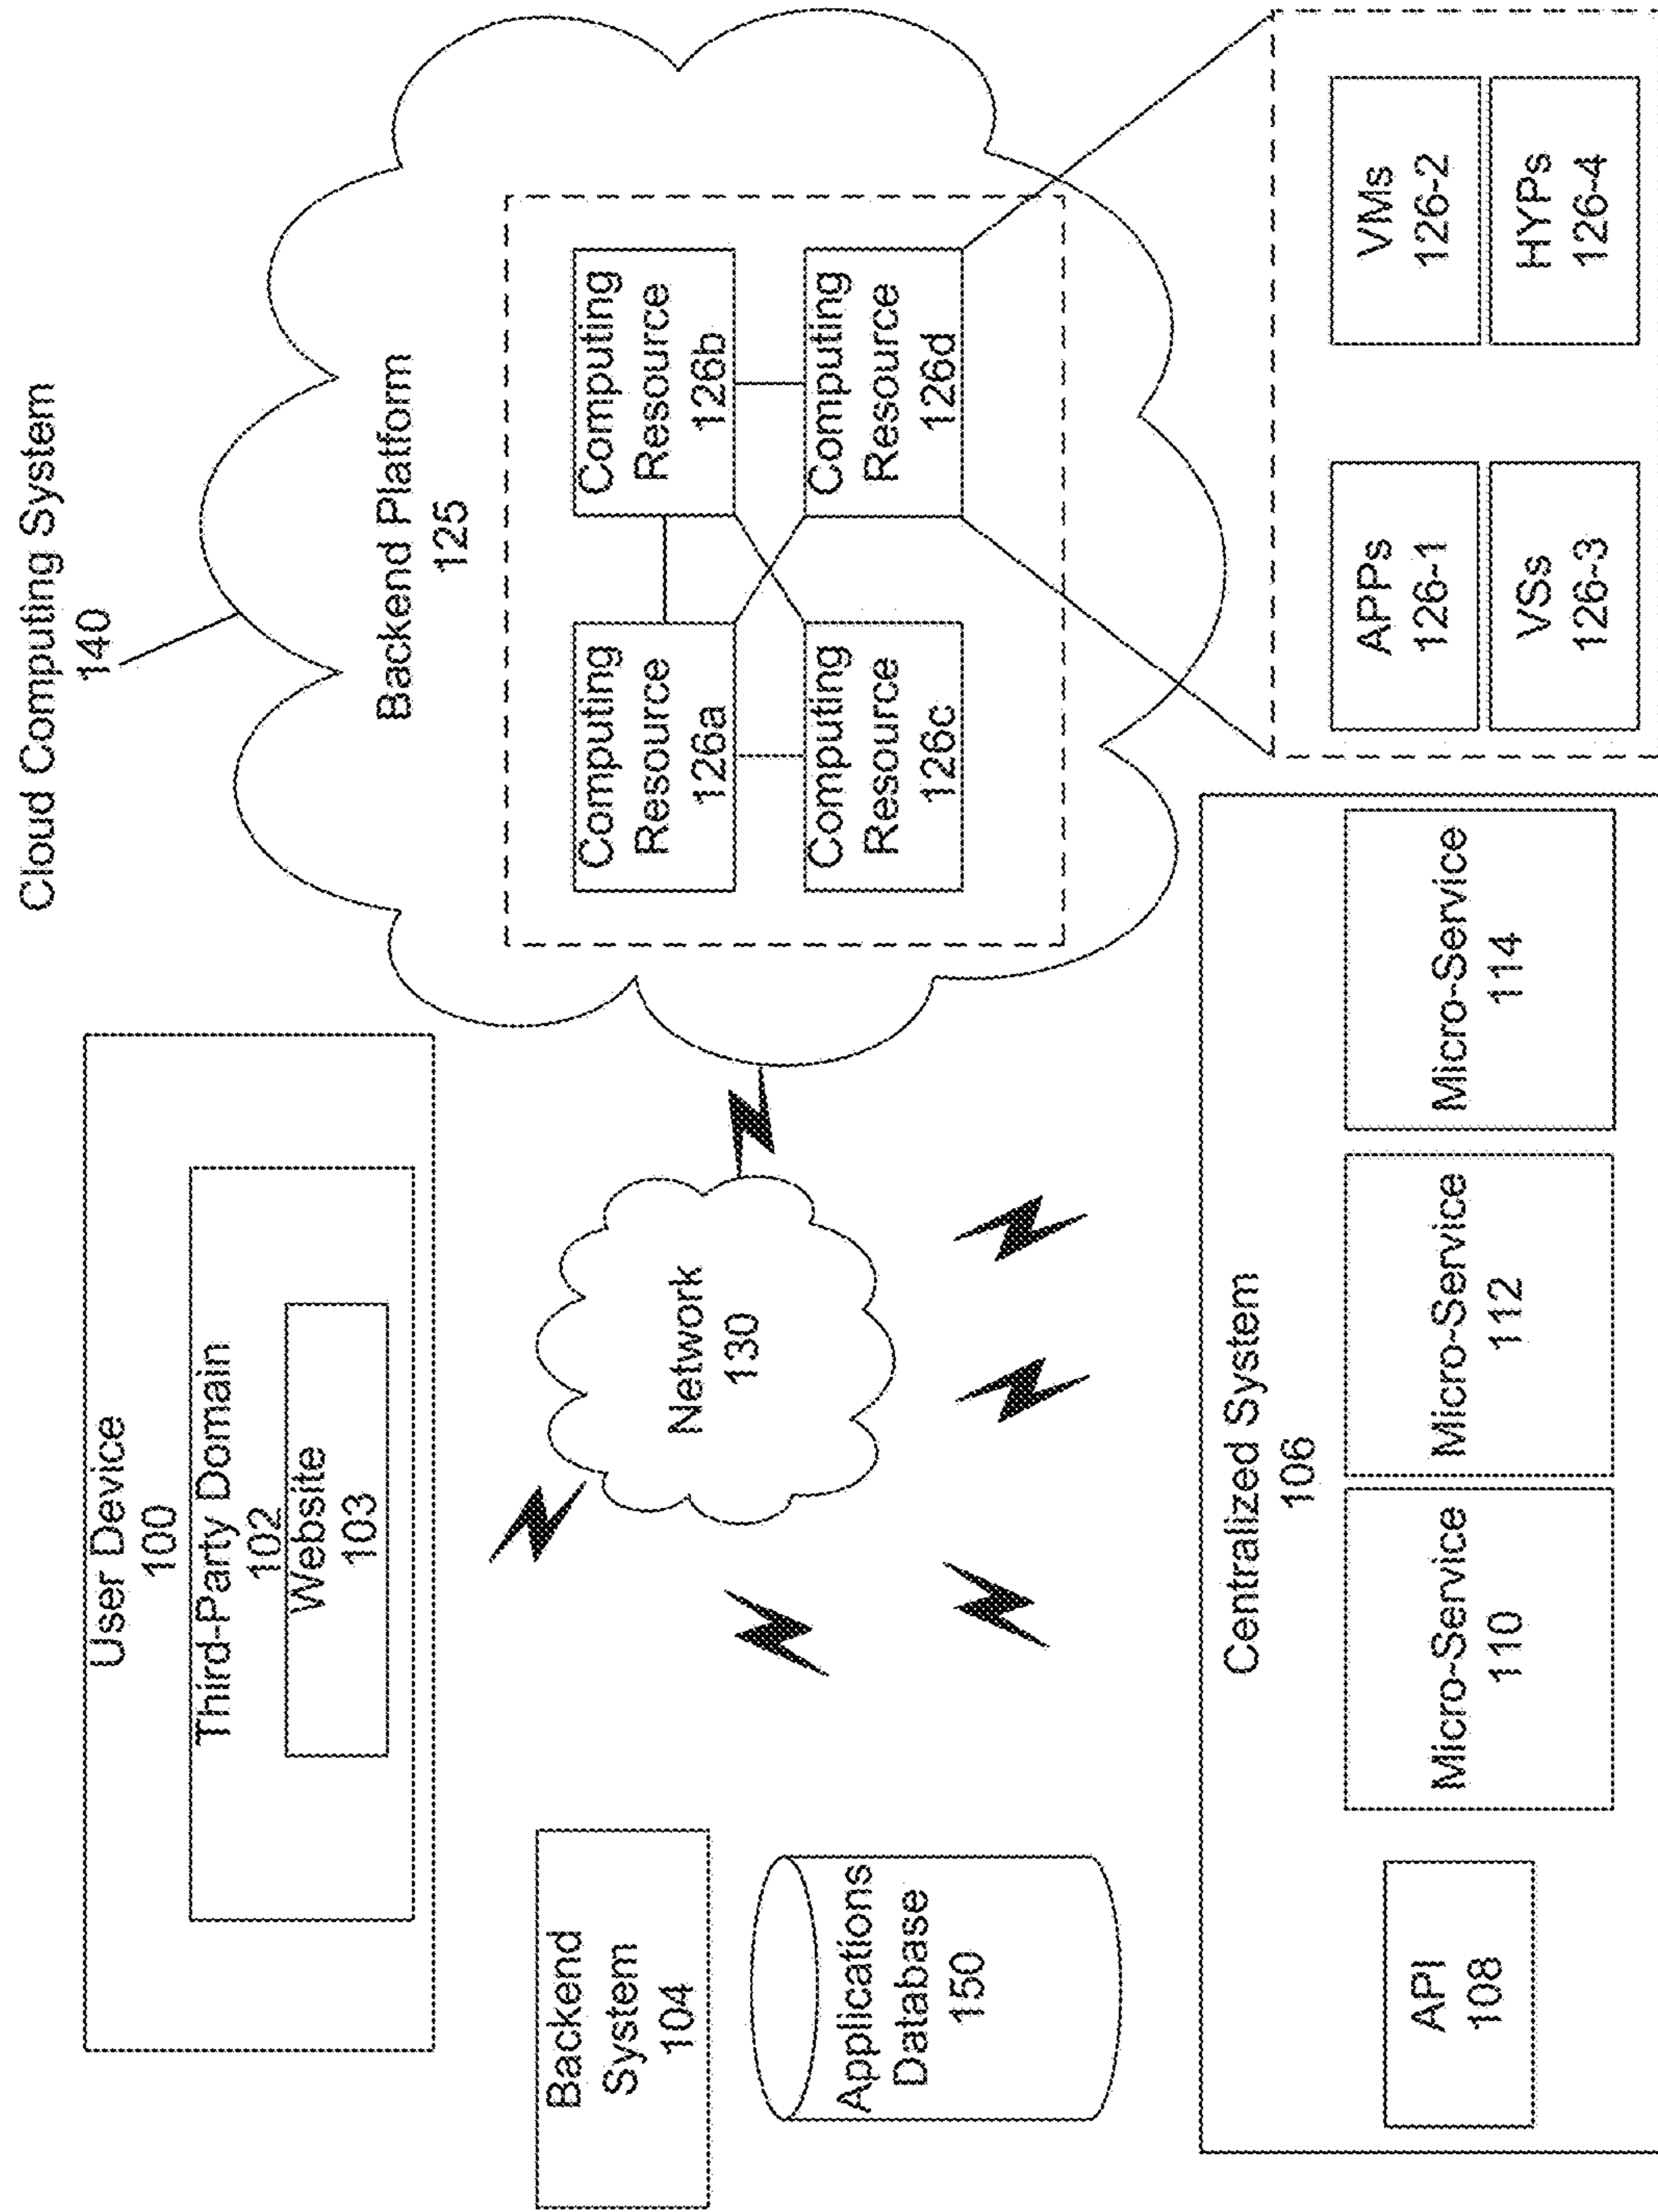 Cloud Computing System
140
User Device
100
Third-Party Domain
102
Website
103
Backend Platform
125
Computing
Resource
126a
Computing
Resource
126b
Computing
Resource
126c
Computing
Resource
126d
Backend
System
104
Network
130
Applications
Database
150
Centralized System
106
API
108
Micro-Service
110
Micro-Service
112
Micro-Service
114
APPs
126-1
VMs
126-2
VSs
126-3
HYPs
126-4